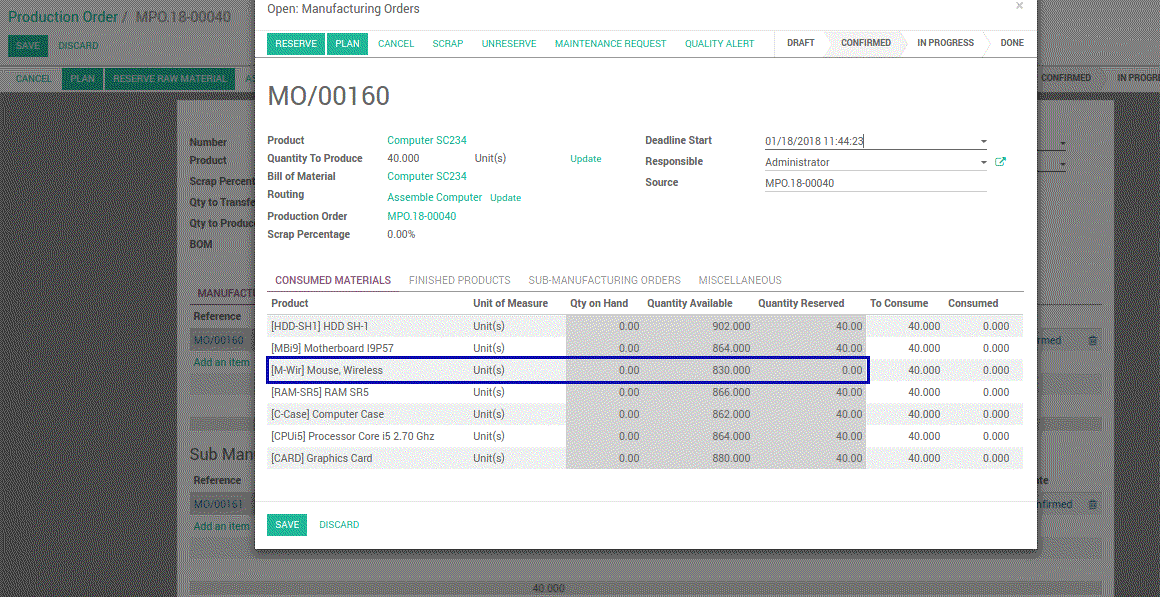 Open: Manufacturing Orders ×
Production Order / MPO.18-00040
SAVE DISCARD
RESERVE PLAN CANCEL SCRAP UNRESERVE MAINTENANCE REQUEST QUALITY ALERT DRAFT CONFIRMED IN PROGRESS DONE
CANCEL PLAN RESERVE RAW MATERIAL CONFIRMED
MO/00160
Number
Product
Scrap Percent
Qty to Transfe
Qty to Produce
BOM
Product Computer SC234 Deadline Start 01/18/2018 11:44:23
Quantity To Produce 40.000 Unit(s) Update Responsible Administrator
Bill of Material Computer SC234 Source MPO.18-00040
Routing Assemble Computer Update
Production Order MPO.18-00040
Scrap Percentage 0.00%
CONSUMED MATERIALS FINISHED PRODUCTS SUB-MANUFACTURING ORDERS MISCELLANEOUS
Product Unit of Measure Qty on Hand Quantity Available Quantity Reserved To Consume Consumed
[HDD-SH1] HDD SH-1 Unit(s) 0.00 902.000 40.00 40.000 0.000
[MBi9] Motherboard I9P57 Unit(s) 0.00 864.000 40.00 40.000 0.000
[M-Wir] Mouse, Wireless Unit(s) 0.00 830.000 0.00 40.000 0.000
[RAM-SR5] RAM SR5 Unit(s) 0.00 866.000 40.00 40.000 0.000
[C-Case] Computer Case Unit(s) 0.00 862.000 40.00 40.000 0.000
[CPUi5] Processor Core i5 2.70 Ghz Unit(s) 0.00 864.000 40.00 40.000 0.000
[CARD] Graphics Card Unit(s) 0.00 880.000 40.00 40.000 0.000
MANUFACTU
Reference
MO/00160
Add an item
Sub Man
Reference
MO/00161
Add an item
SAVE DISCARD
40.000